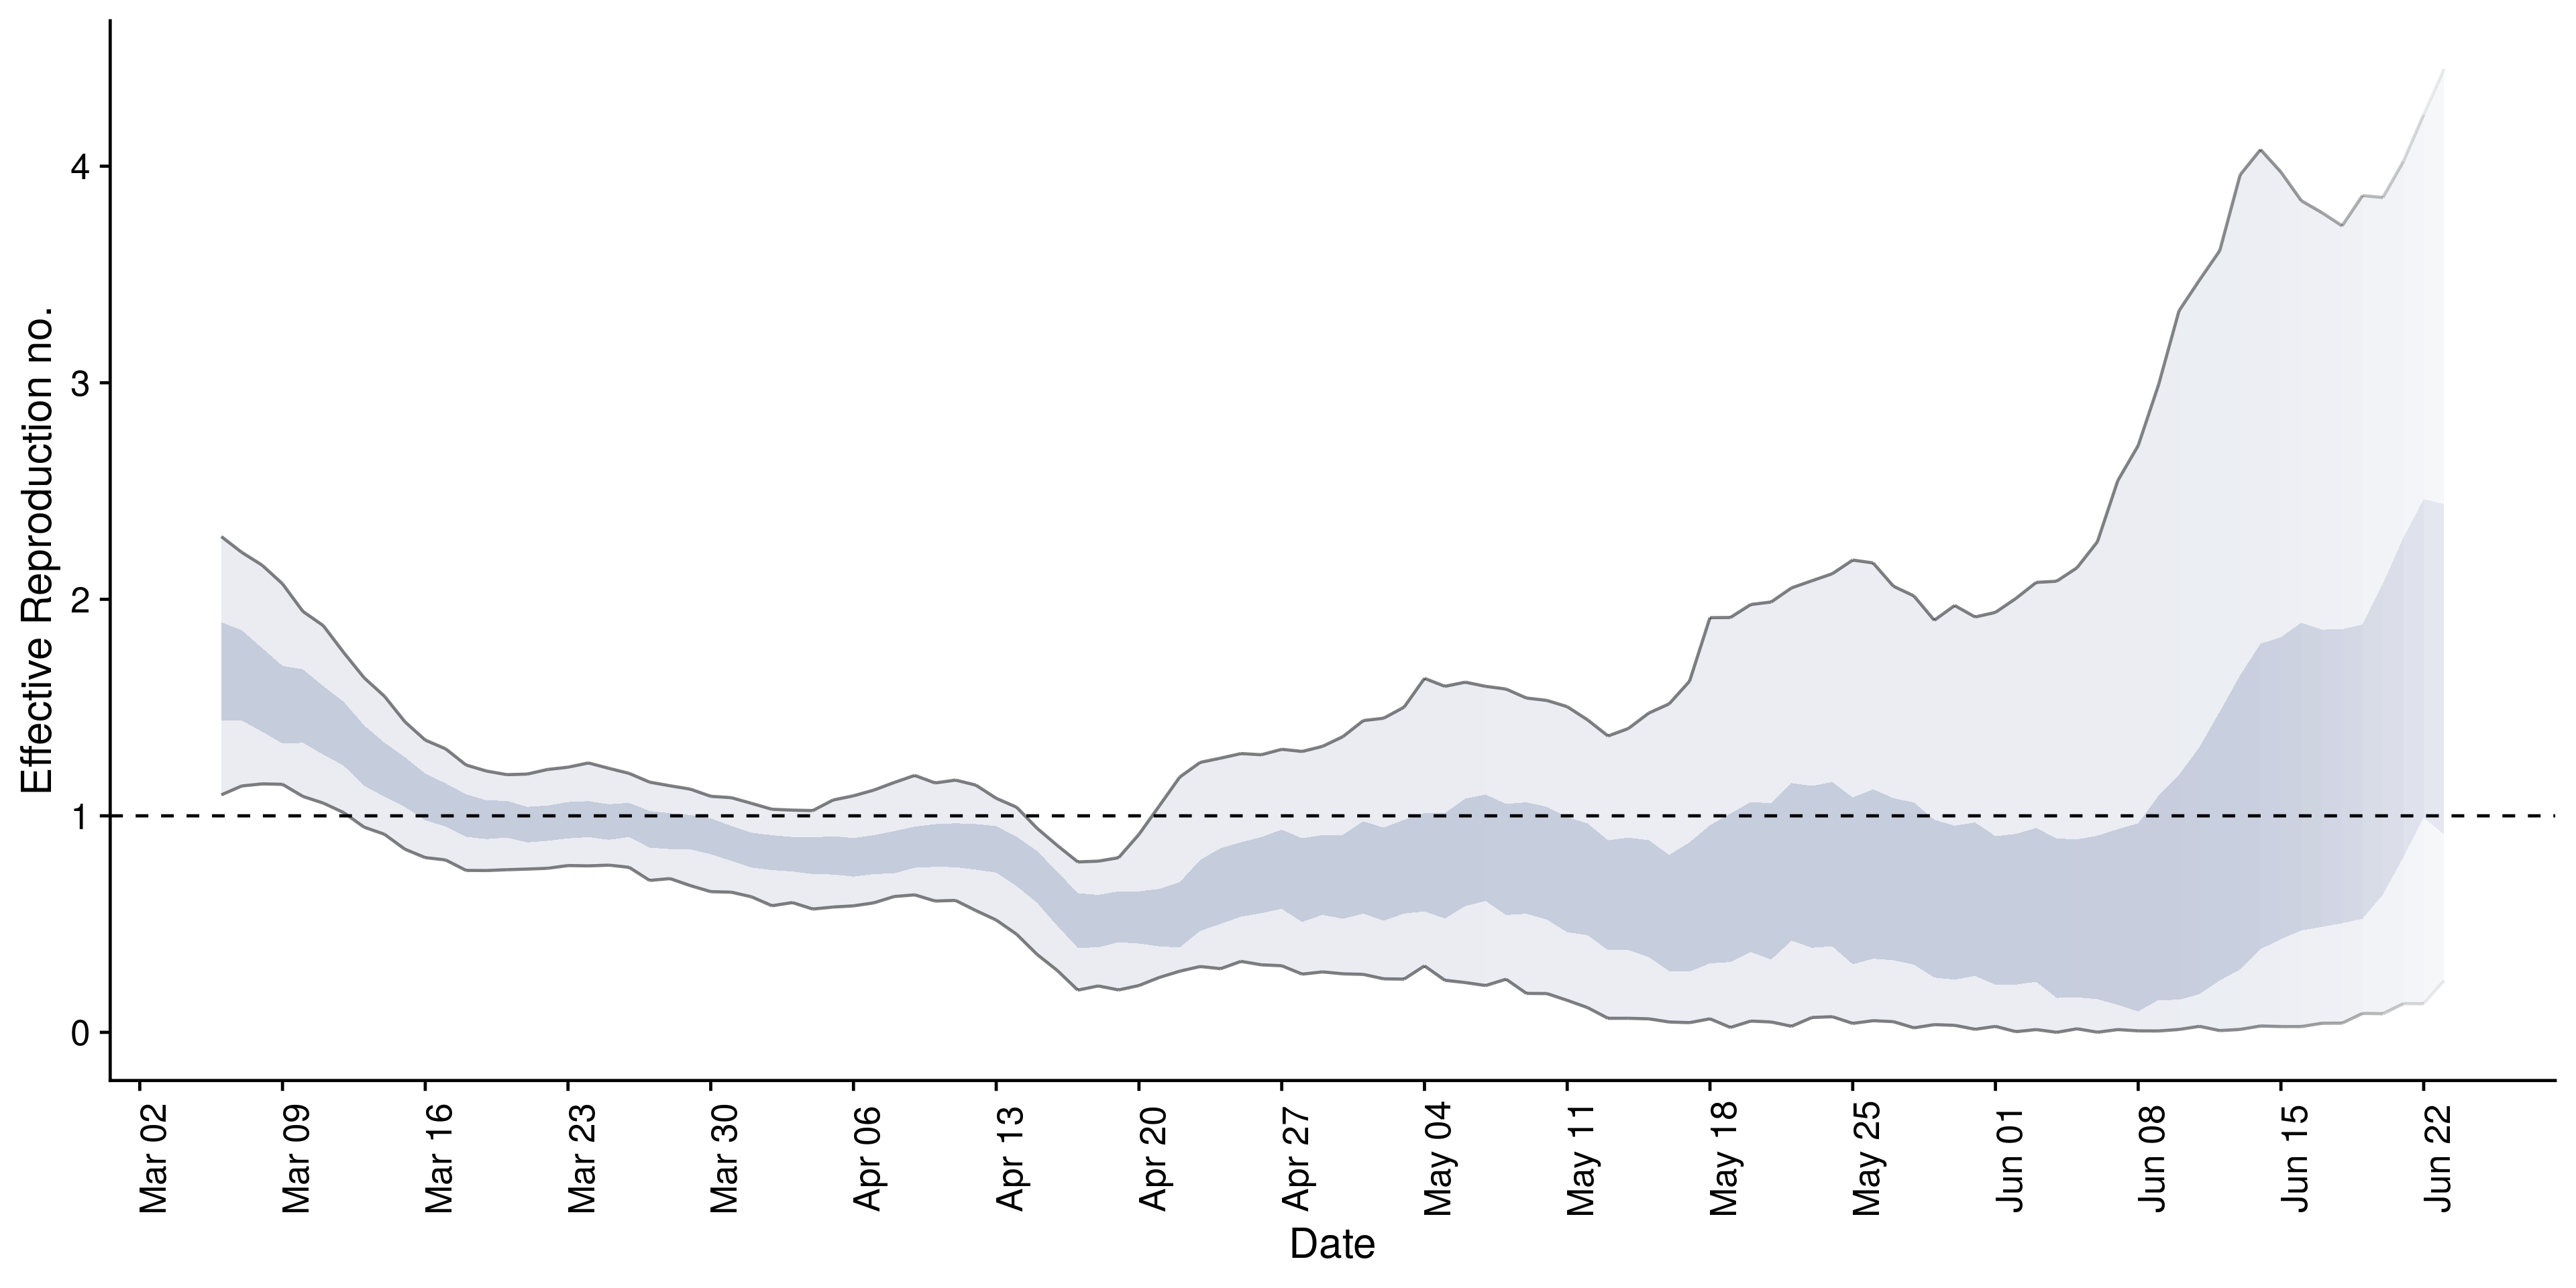 Effective Reproduction no.
4
3
2
1
0
Mar 02
Mar 09
Mar 16
Mar 23
Mar 30
Apr 06
Apr 13
Apr 20
Apr 27
May 04
May 11
May 18
May 25
Jun 01
Jun 08
Jun 15
Jun 22
Date